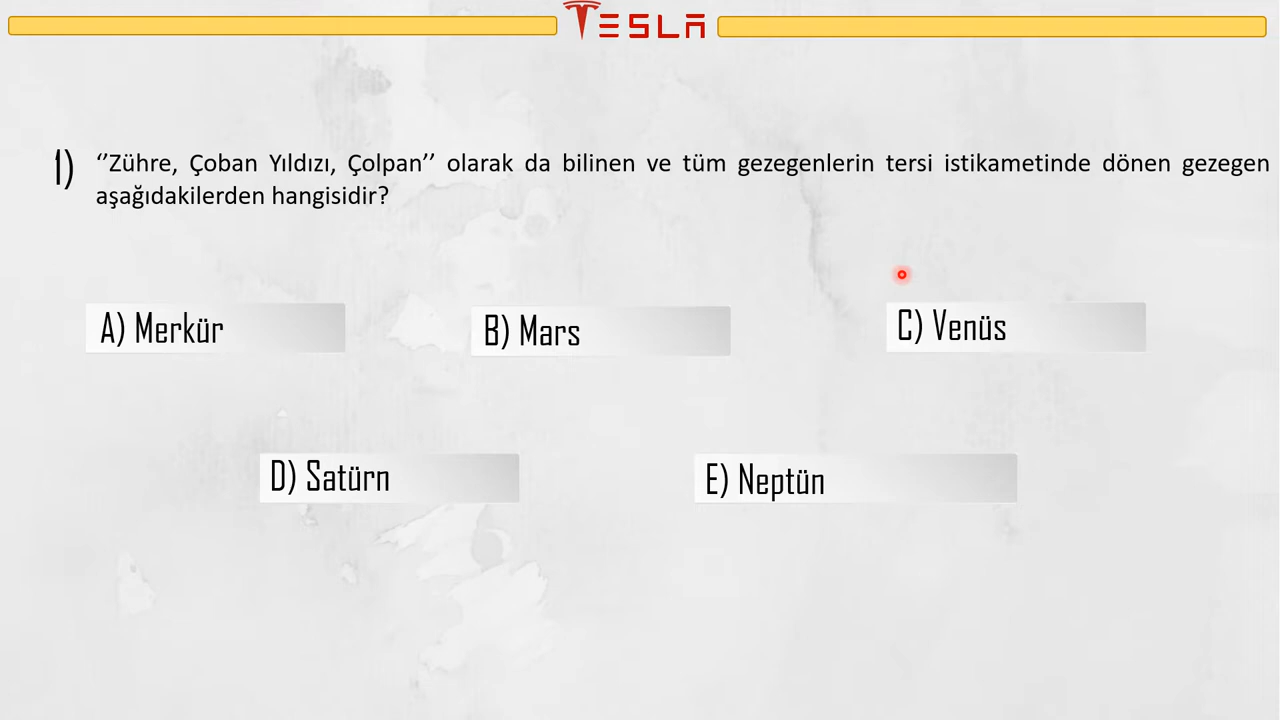 TESLA
1) ‘’Zühre, Çoban Yıldızı, Çolpan’’ olarak da bilinen ve tüm gezegenlerin tersi istikametinde dönen gezegen
aşağıdakilerden hangisidir?
A) Merkür
B) Mars
C) Venüs
D) Satürn
E) Neptün